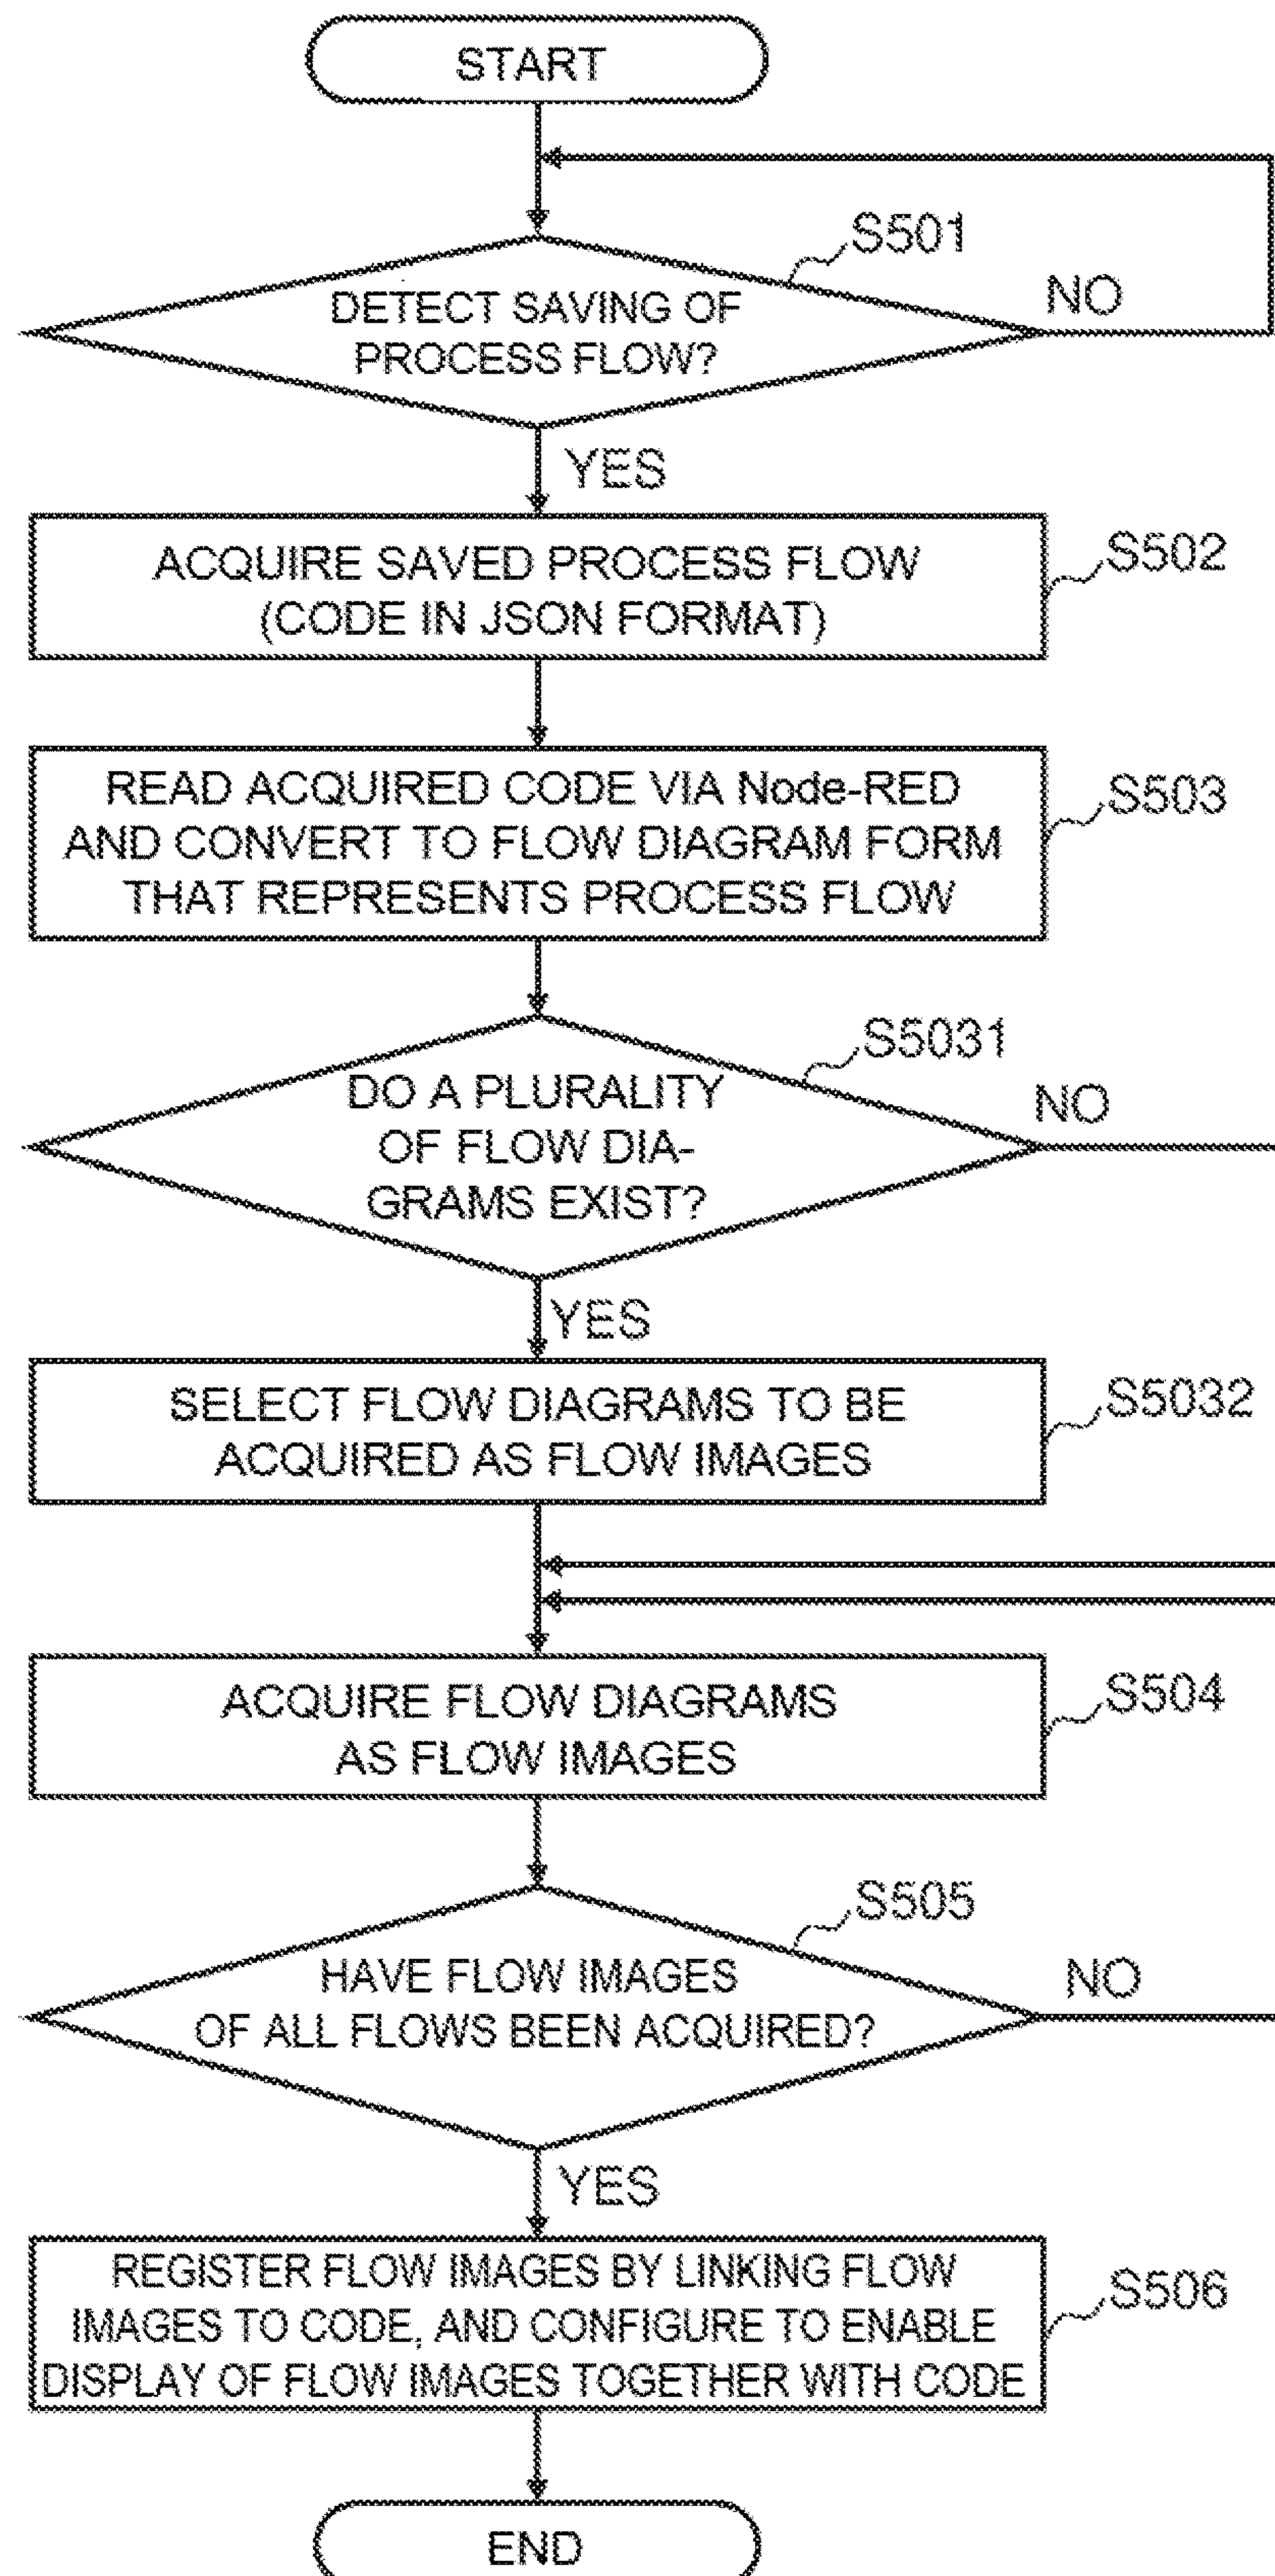 START
S501
DETECT SAVING OF
PROCESS FLOW?
NO
YES
ACQUIRE SAVED PROCESS FLOW
(CODE IN JSON FORMAT)
S502
READ ACQUIRED CODE VIA Node-RED
AND CONVERT TO FLOW DIAGRAM FORM
THAT REPRESENTS PROCESS FLOW
S503
S5031
DO A PLURALITY
OF FLOW DIA-
GRAMS EXIST?
NO
YES
SELECT FLOW DIAGRAMS TO BE
ACQUIRED AS FLOW IMAGES
S5032
ACQUIRE FLOW DIAGRAMS
AS FLOW IMAGES
S504
S505
HAVE FLOW IMAGES
OF ALL FLOWS BEEN ACQUIRED?
NO
YES
REGISTER FLOW IMAGES BY LINKING FLOW
IMAGES TO CODE, AND CONFIGURE TO ENABLE
DISPLAY OF FLOW IMAGES TOGETHER WITH CODE
S506
END